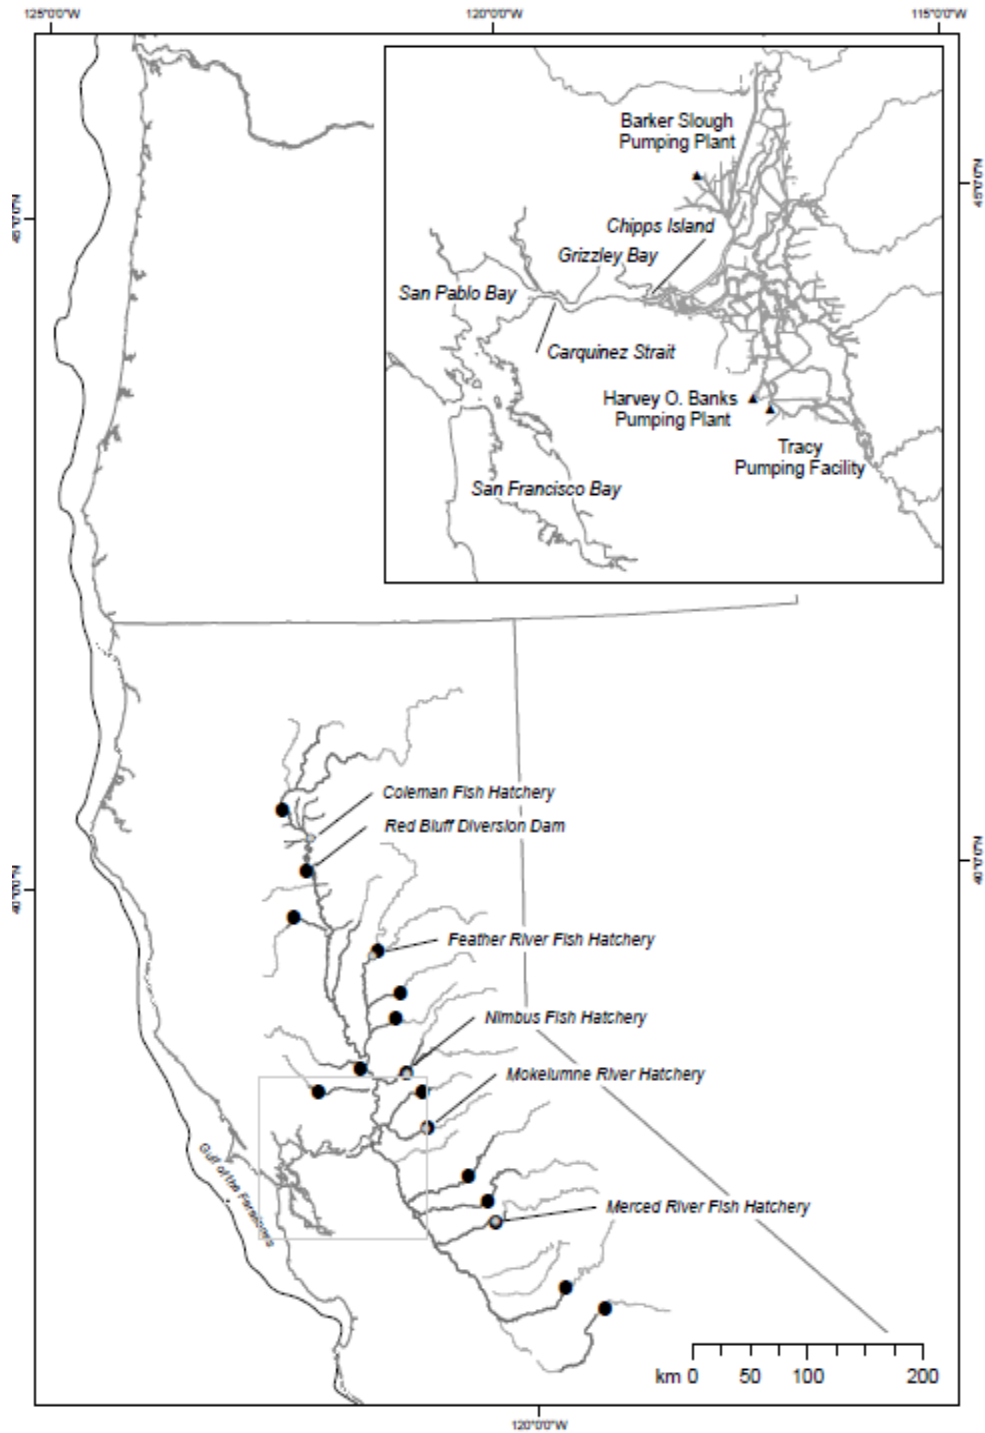 125°0'0"W
120°0'0"W
115°0'0"W
45°0'0"N
45°0'0"N
Barker Slough
Pumping Plant
Chipps Island
Grizzley Bay
San Pablo Bay
Carquinez Strait
Harvey O. Banks
Pumping Plant
Tracy
Pumping Facility
San Francisco Bay
Coleman Fish Hatchery
Red Bluff Diversion Dam
40°0'0"N
40°0'0"N
Feather River Fish Hatchery
Nimbus Fish Hatchery
Mokelumne River Hatchery
Gulf of the Farallones
Merced River Fish Hatchery
km 0 50 100 200
120°0'0"W